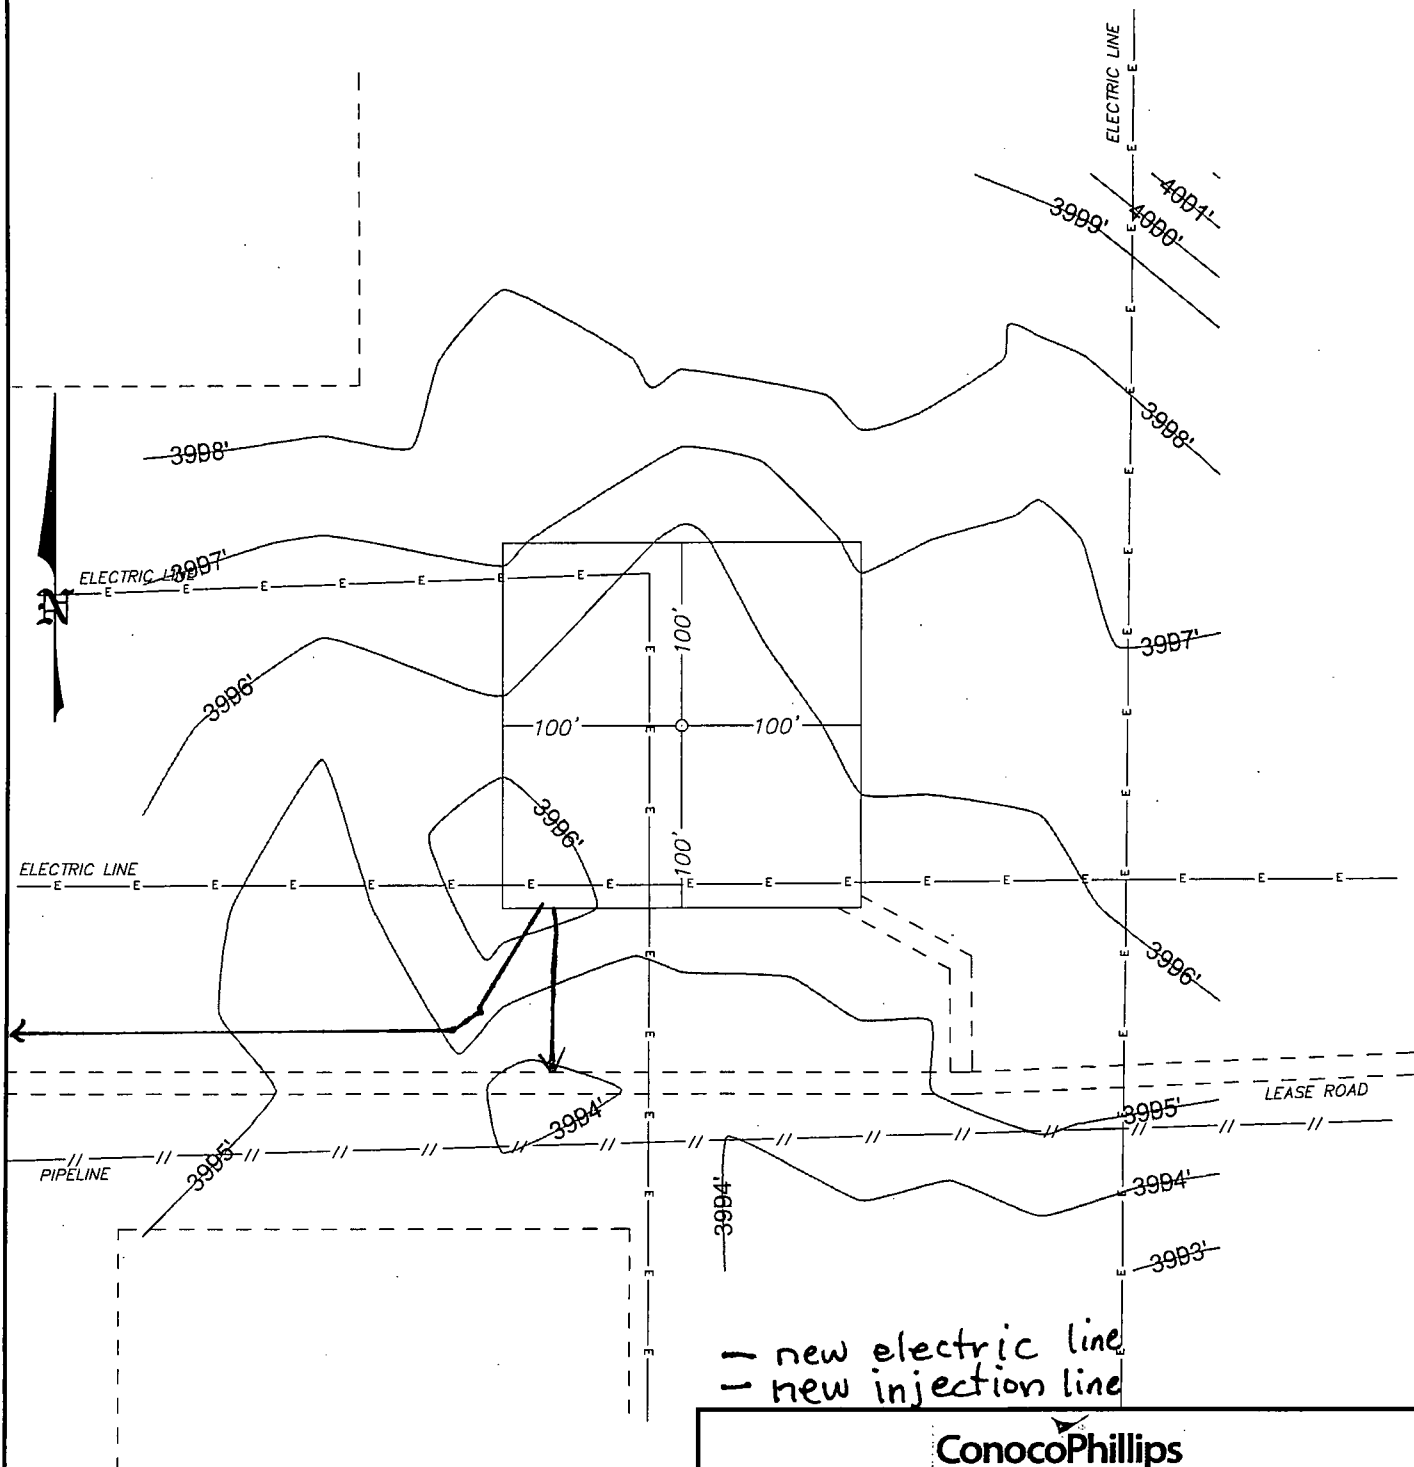 ELECTRIC LINE
4001'
4000'
3999'
3998'
3998'
3997'
ELECTRIC LINE
E E E E E E E
100'
3997'
3996'
100' 100'
3996'
100'
ELECTRIC LINE
E E E E E E E E E E E E E E E E E
3996'
LEASE ROAD
3995'
3994'
3995'
PIPELINE
3994'
3994'
3993'
N
new electric line
new injection line
ConocoPhillips